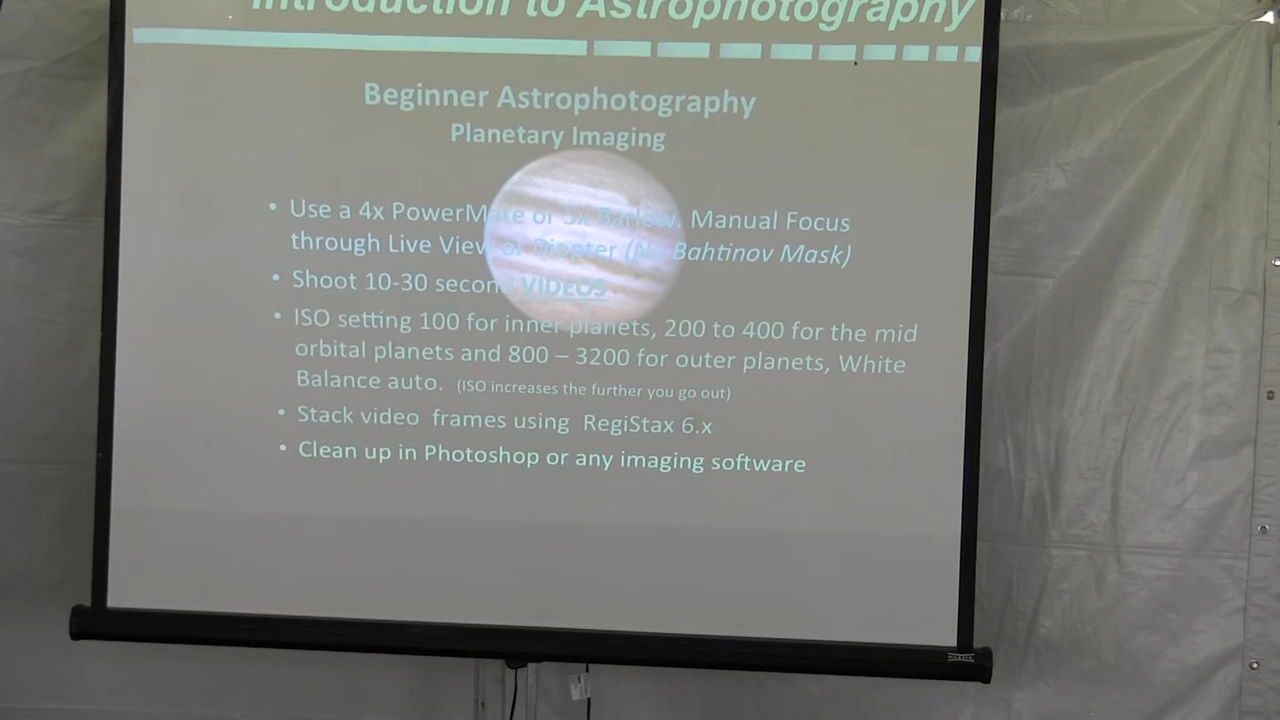 Introduction to Astrophotography
Beginner Astrophotography
Planetary Imaging
• Use a 4x PowerMate or 5x Barlow. Manual Focus
through Live View or Diopter (No Bahtinov Mask)
• Shoot 10-30 second VIDEOS
• ISO setting 100 for inner planets, 200 to 400 for the mid
orbital planets and 800 – 3200 for outer planets, White
Balance auto. (ISO increases the further you go out)
• Stack video frames using RegiStax 6.x
• Clean up in Photoshop or any imaging software